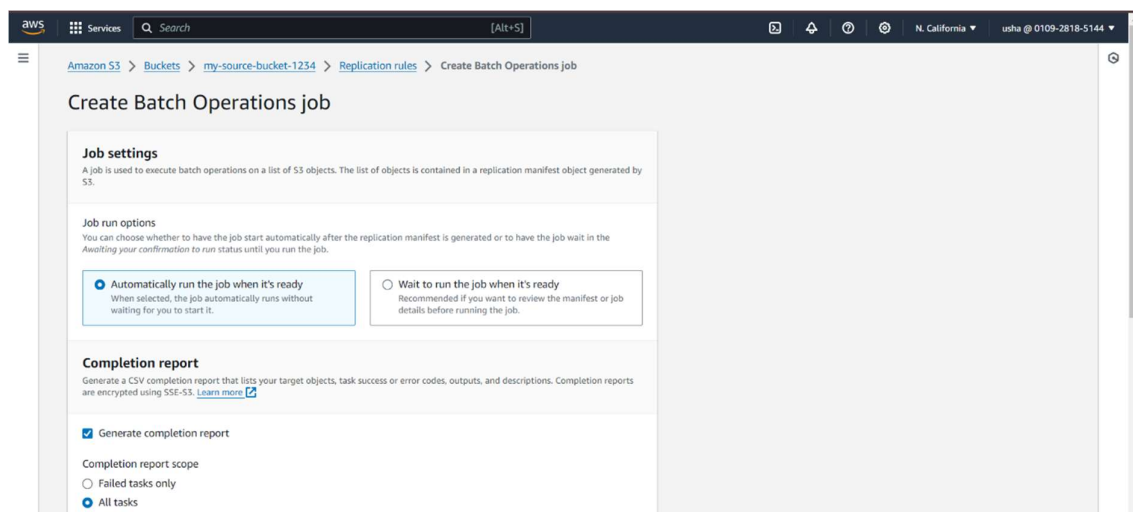 aws
Services
Search
[Alt+S]
N. California ▼
usha @ 0109-2818-5144 ▼
Amazon S3 > Buckets > my-source-bucket-1234 > Replication rules > Create Batch Operations job
Create Batch Operations job
Job settings
A job is used to execute batch operations on a list of S3 objects. The list of objects is contained in a replication manifest object generated by
S3.
Job run options
You can choose whether to have the job start automatically after the replication manifest is generated or to have the job wait in the
Awaiting your confirmation to run status until you run the job.
Automatically run the job when it's ready
When selected, the job automatically runs without
waiting for you to start it.
Wait to run the job when it's ready
Recommended if you want to review the manifest or job
details before running the job.
Completion report
Generate a CSV completion report that lists your target objects, task success or error codes, outputs, and descriptions. Completion reports
are encrypted using SSE-S3. Learn more
Generate completion report
Completion report scope
Failed tasks only
All tasks